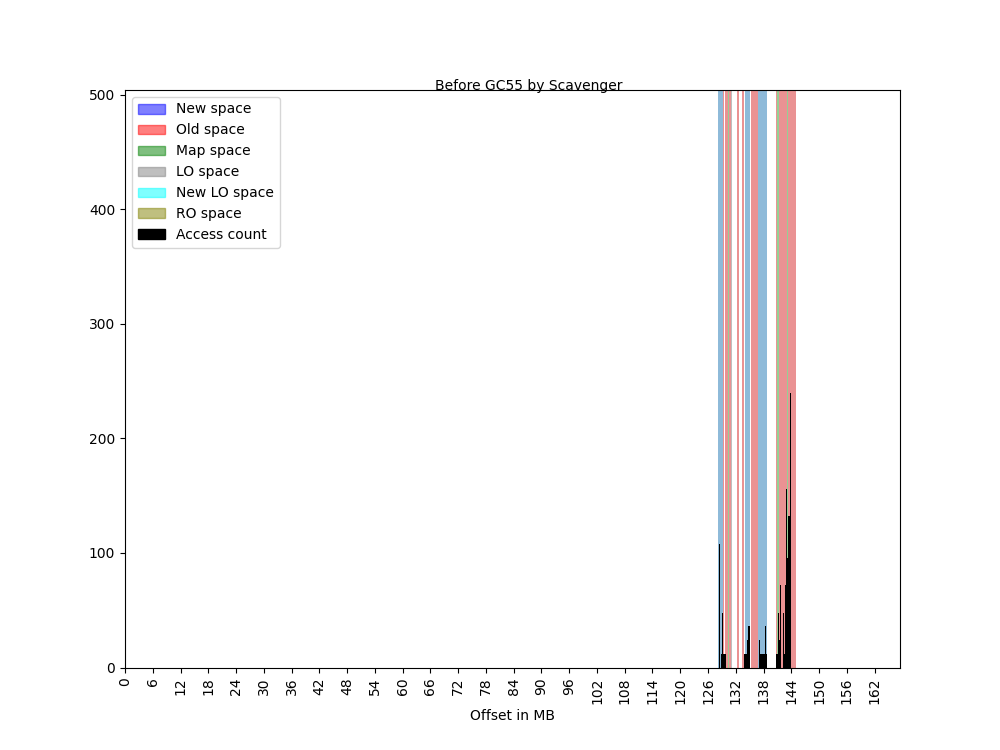 Before GC55 by Scavenger
500
400
300
200
100
0
New space
Old space
Map space
LO space
New LO space
RO space
Access count
0 6 12 18 24 30 36 42 48 54 60 66 72 78 84 90 96 102 108 114 120 126 132 138 144 150 156 162
Offset in MB